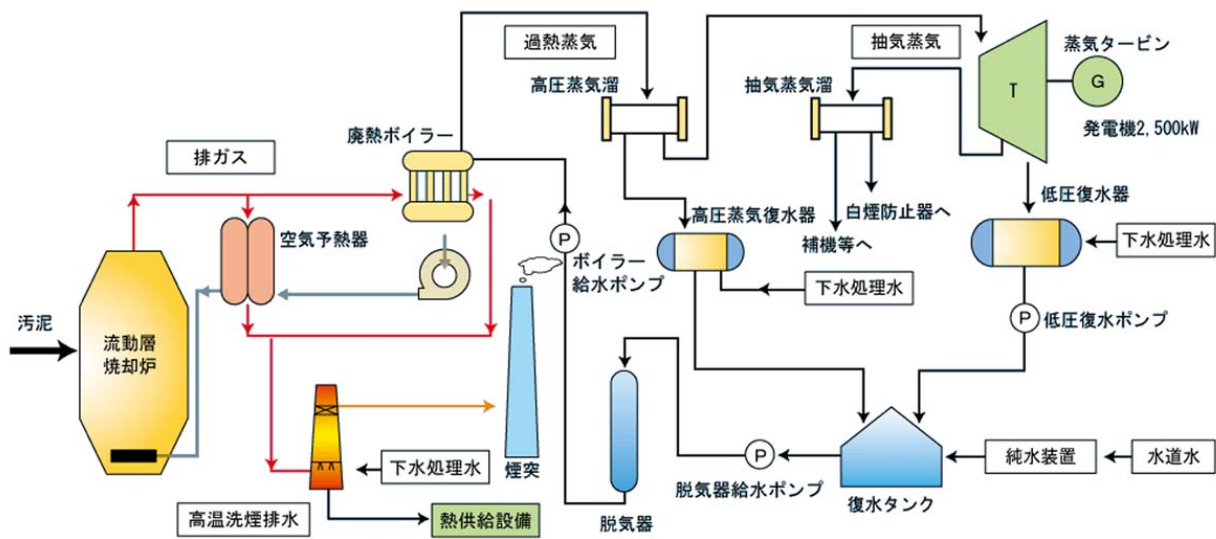 過熱蒸気
抽気蒸気
蒸気タービン
高圧蒸気溜
抽気蒸気溜
T
G
発電機2,500kW
廃熱ボイラー
排ガス
低圧復水器
白煙防止器へ
高圧蒸気復水器
補機等へ
空気予熱器
P
ボイラー
給水ポンプ
下水処理水
下水処理水
P
低圧復水ポンプ
汚泥
流動層
焼却炉
下水処理水
煙突
P
脱気器給水ポンプ
純水装置
水道水
復水タンク
高温洗煙排水
熱供給設備
脱気器